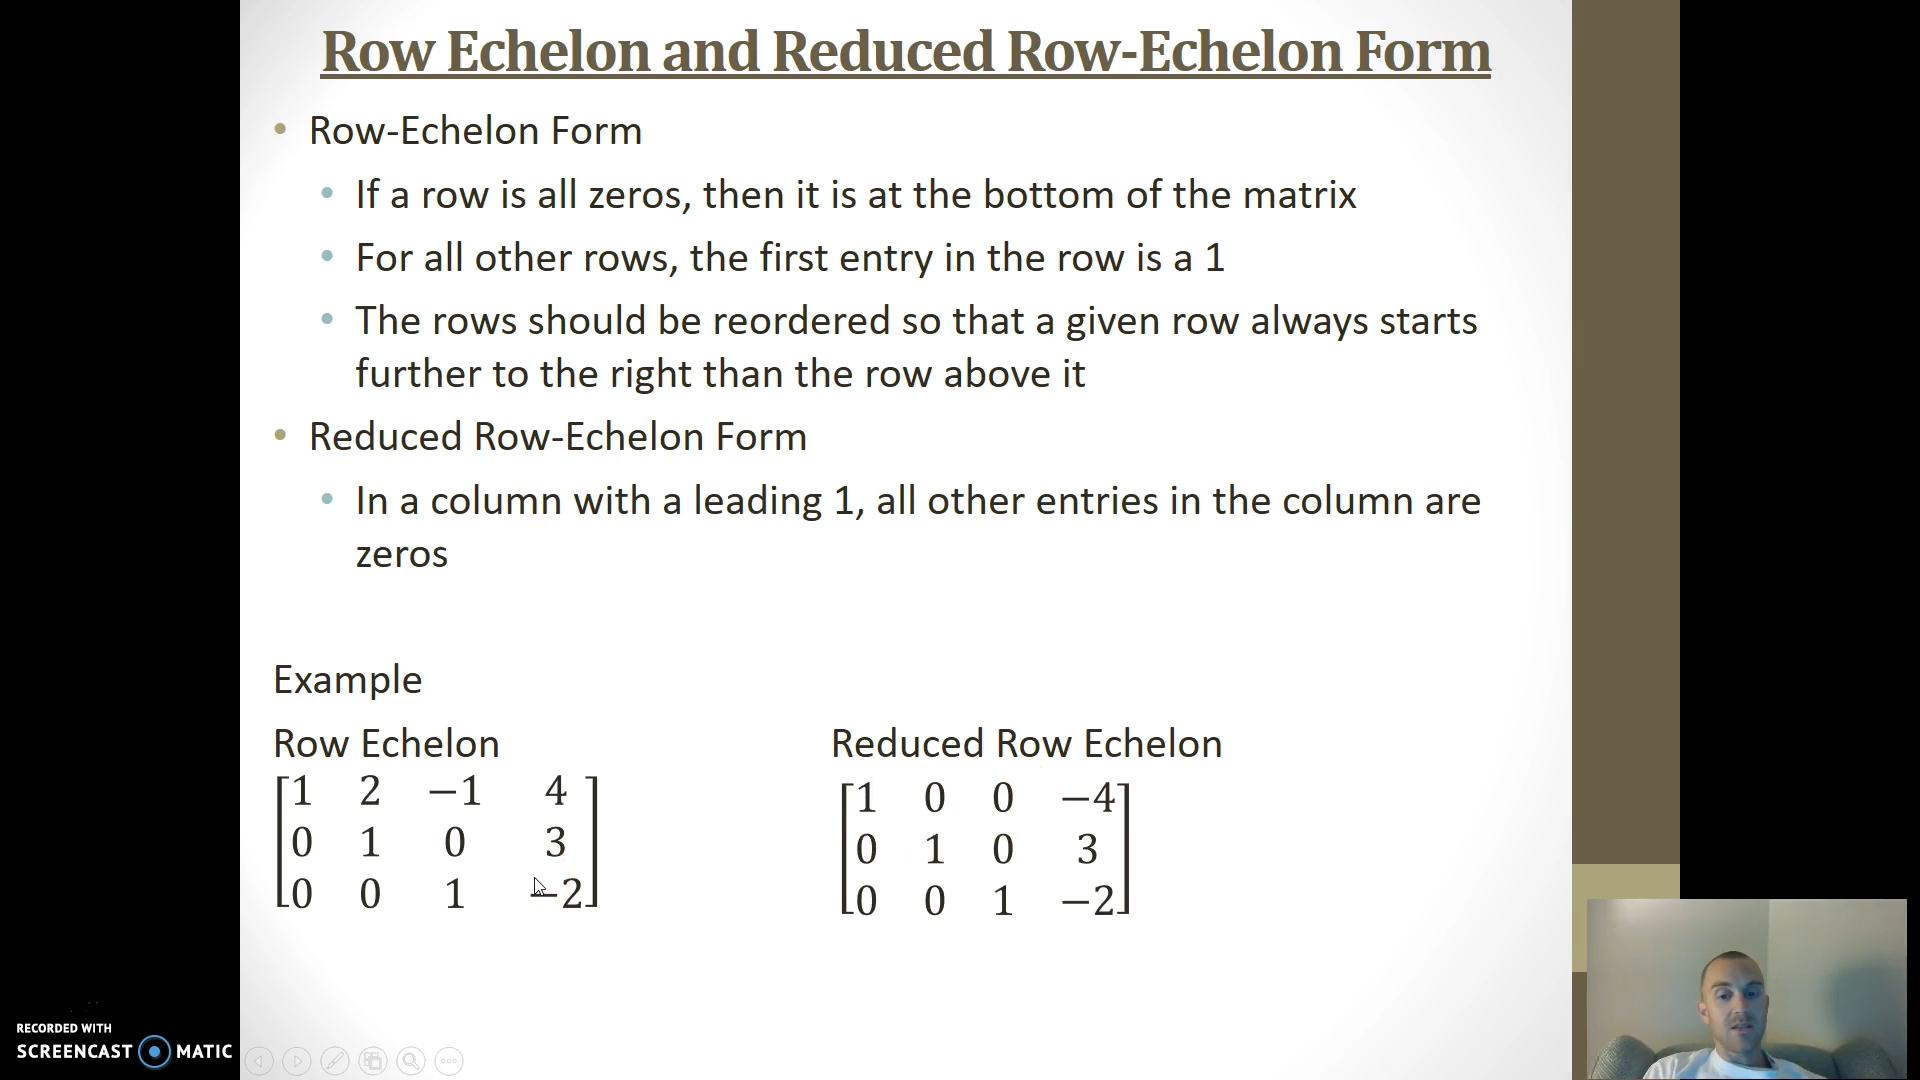 Row Echelon and Reduced Row-Echelon Form
• Row-Echelon Form
• If a row is all zeros, then it is at the bottom of the matrix
• For all other rows, the first entry in the row is a 1
• The rows should be reordered so that a given row always starts
further to the right than the row above it
• Reduced Row-Echelon Form
• In a column with a leading 1, all other entries in the column are
zeros
Example
Row Echelon
[1 2 −1 4
0 1 0 3
0 0 1 −2]
Reduced Row Echelon
[1 0 0 −4
0 1 0 3
0 0 1 −2]
RECORDED WITH
SCREENCAST MATIC